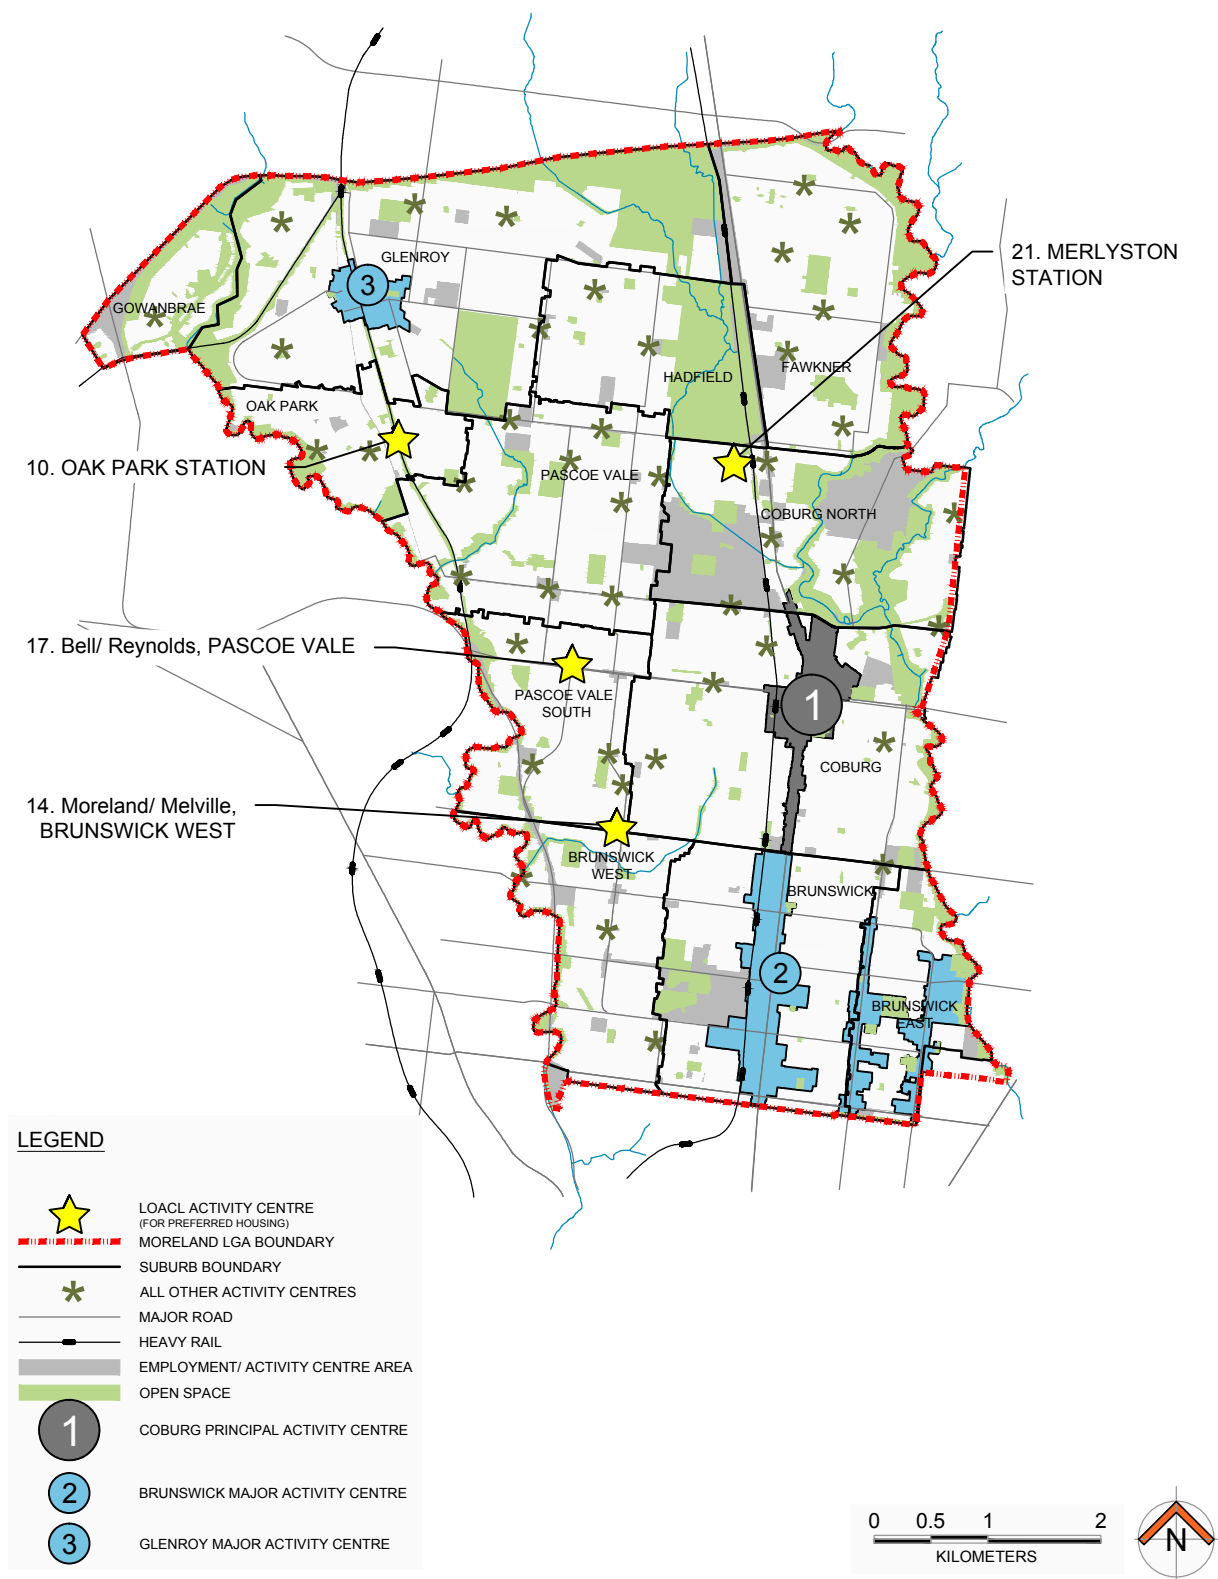 GLENROY
3
21. MERLYSTON
STATION
GOWANBRAE
HADFIELD
FAWKNER
OAK PARK
10. OAK PARK STATION
PASCOE VALE
COBURG NORTH
17. Bell/ Reynolds, PASCOE VALE
PASCOE VALE
SOUTH
1
COBURG
14. Moreland/ Melville,
BRUNSWICK WEST
BRUNSWICK
WEST
BRUNSWICK
2
BRUNSWICK
EAST
LEGEND
LOACL ACTIVITY CENTRE
(FOR PREFERRED HOUSING)
MORELAND LGA BOUNDARY
SUBURB BOUNDARY
ALL OTHER ACTIVITY CENTRES
MAJOR ROAD
HEAVY RAIL
EMPLOYMENT/ ACTIVITY CENTRE AREA
OPEN SPACE
1 COBURG PRINCIPAL ACTIVITY CENTRE
2 BRUNSWICK MAJOR ACTIVITY CENTRE
3 GLENROY MAJOR ACTIVITY CENTRE
0 0.5 1 2
KILOMETERS
N